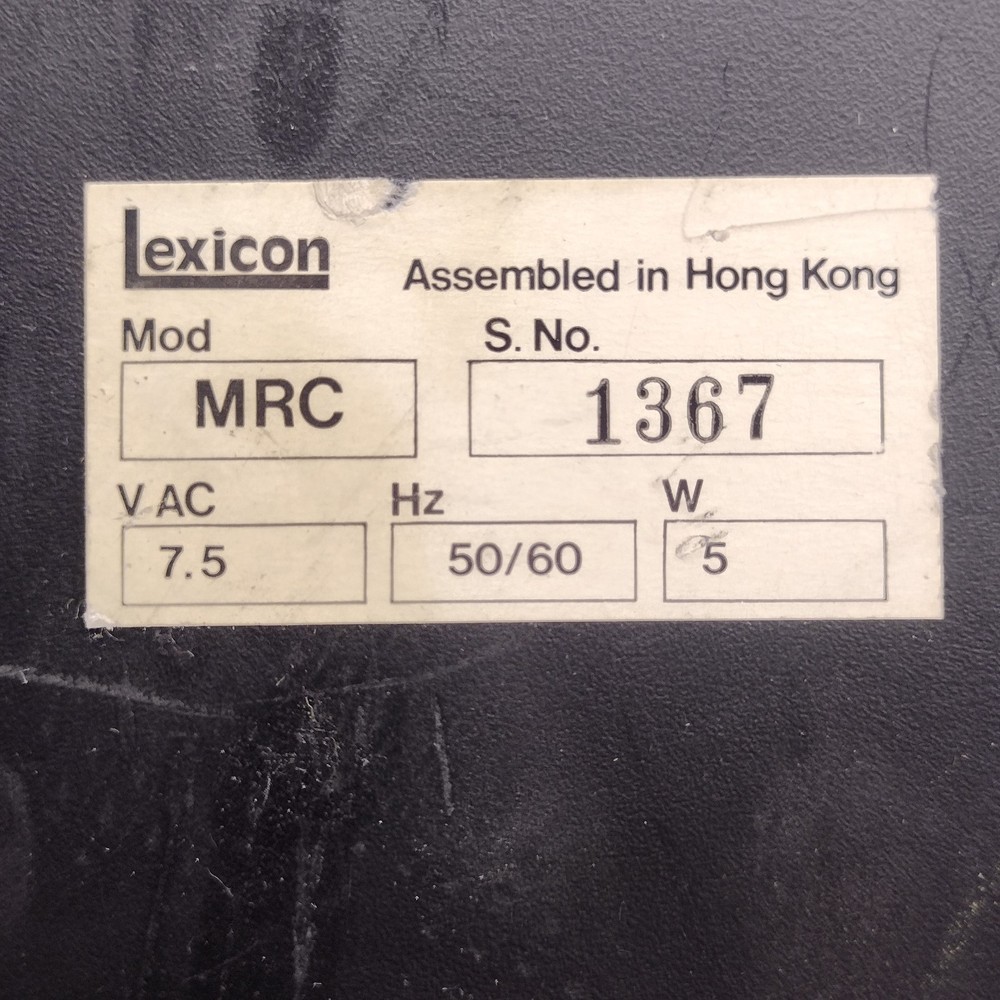 Lexicon
Assembled in Hong Kong
Mod S. No.
MRC 1367
V AC Hz W
7.5 50/60 5